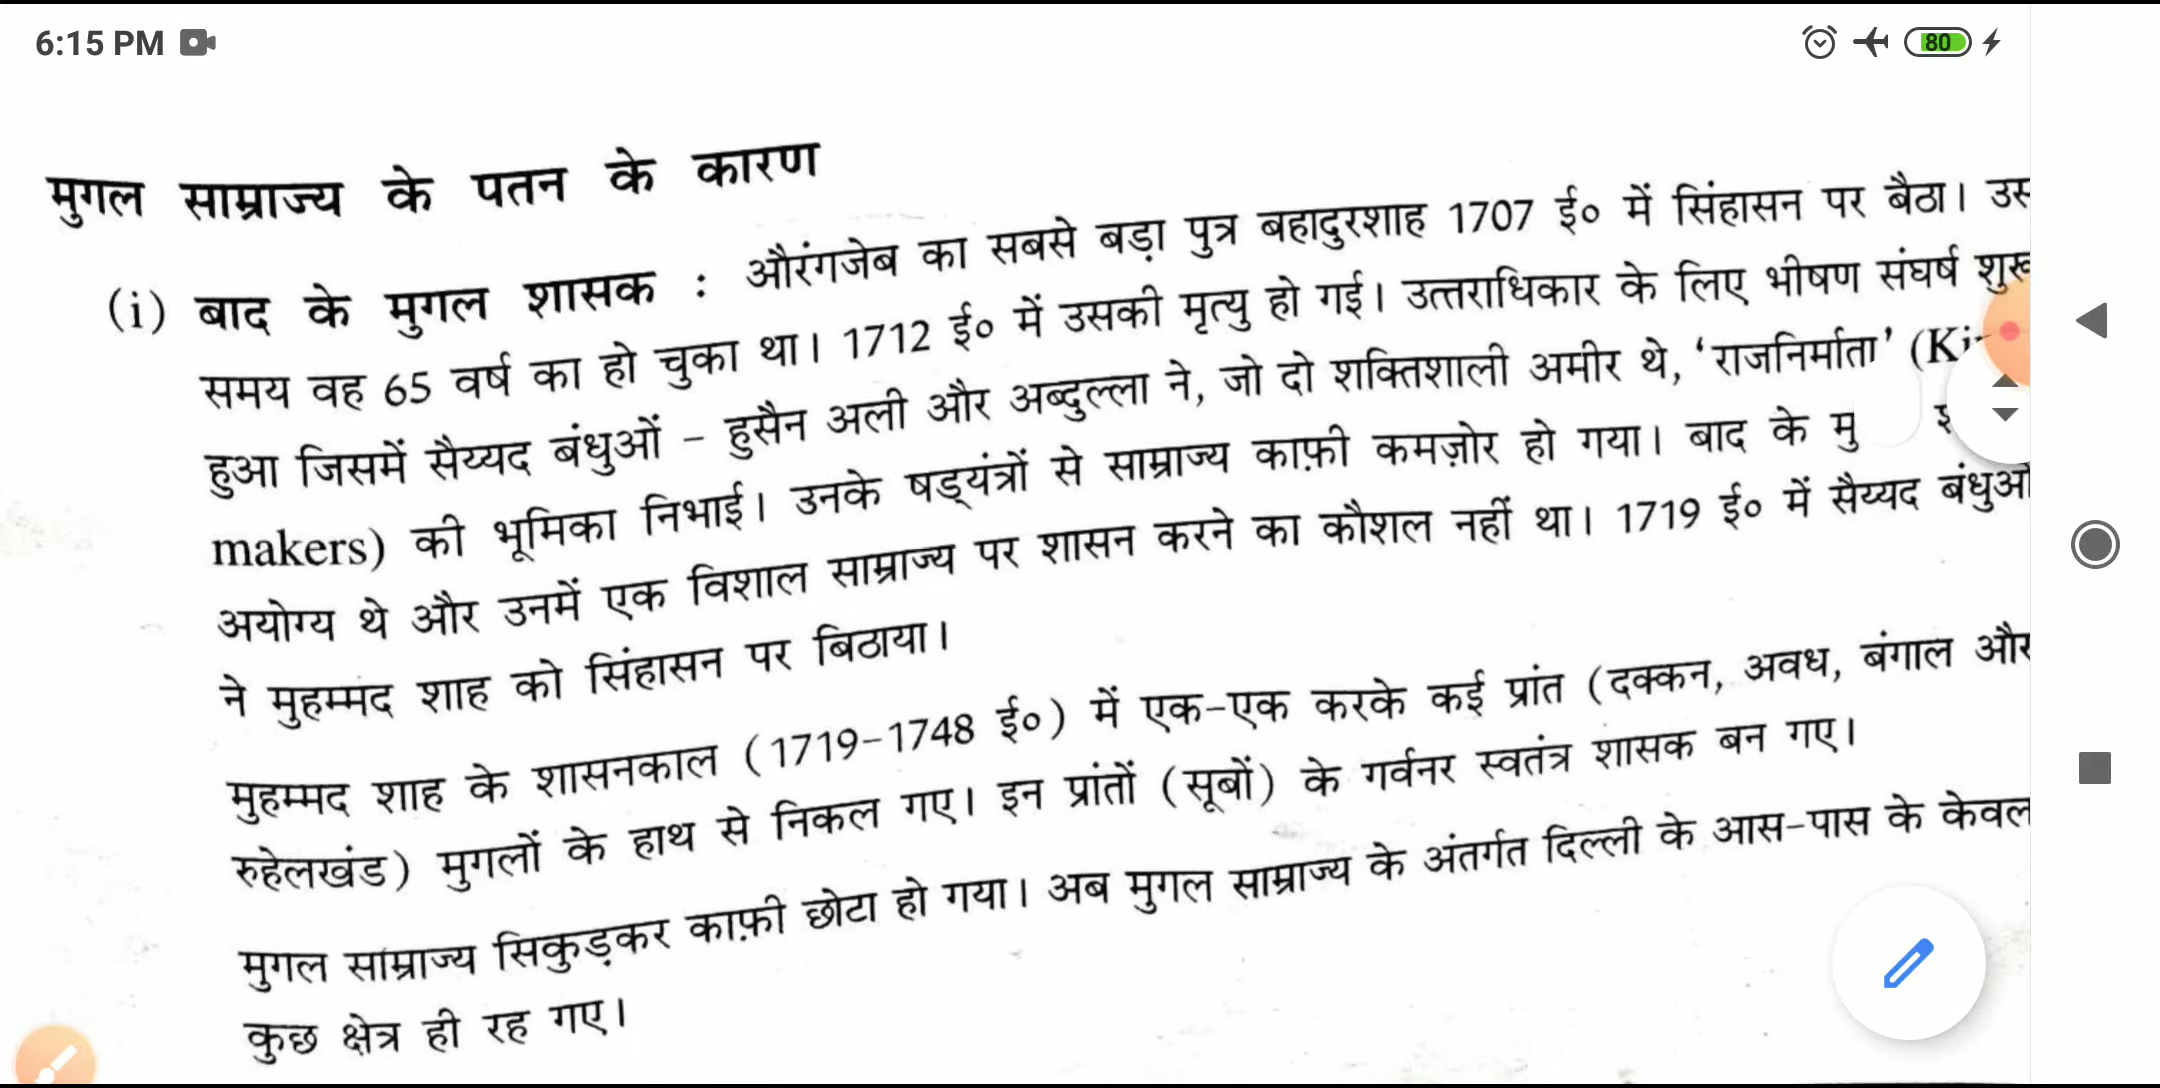 6:15 PM
80
मुगल साम्राज्य के पतन के कारण
(i) बाद के मुगल शासक : औरंगजेब का सबसे बड़ा पुत्र बहादुरशाह 1707 ई० में सिंहासन पर बैठा। उस
समय वह 65 वर्ष का हो चुका था। 1712 ई० में उसकी मृत्यु हो गई। उत्तराधिकार के लिए भीषण संघर्ष शुरू
हुआ जिसमें सैय्यद बंधुओं – हुसैन अली और अब्दुल्ला ने, जो दो शक्तिशाली अमीर थे, ‘राजनिर्माता’
makers) की भूमिका निभाई। उनके षड्यंत्रों से साम्राज्य काफ़ी कमज़ोर हो गया। बाद के
अयोग्य थे और उनमें एक विशाल साम्राज्य पर शासन करने का कौशल नहीं था। 1719 ई० में सैय्यद बंधुओं
ने मुहम्मद शाह को सिंहासन पर बिठाया।
मुहम्मद शाह के शासनकाल (1719–1748 ई०) में एक-एक करके कई प्रांत (दक्कन, अवध, बंगाल और
रुहेलखंड) मुगलों के हाथ से निकल गए। इन प्रांतों (सूबों) के गर्वनर स्वतंत्र शासक बन गए।
मुगल साम्राज्य सिकुड़कर काफ़ी छोटा हो गया। अब मुगल साम्राज्य के अंतर्गत दिल्ली के आस-पास के केवल
कुछ क्षेत्र ही रह गए।